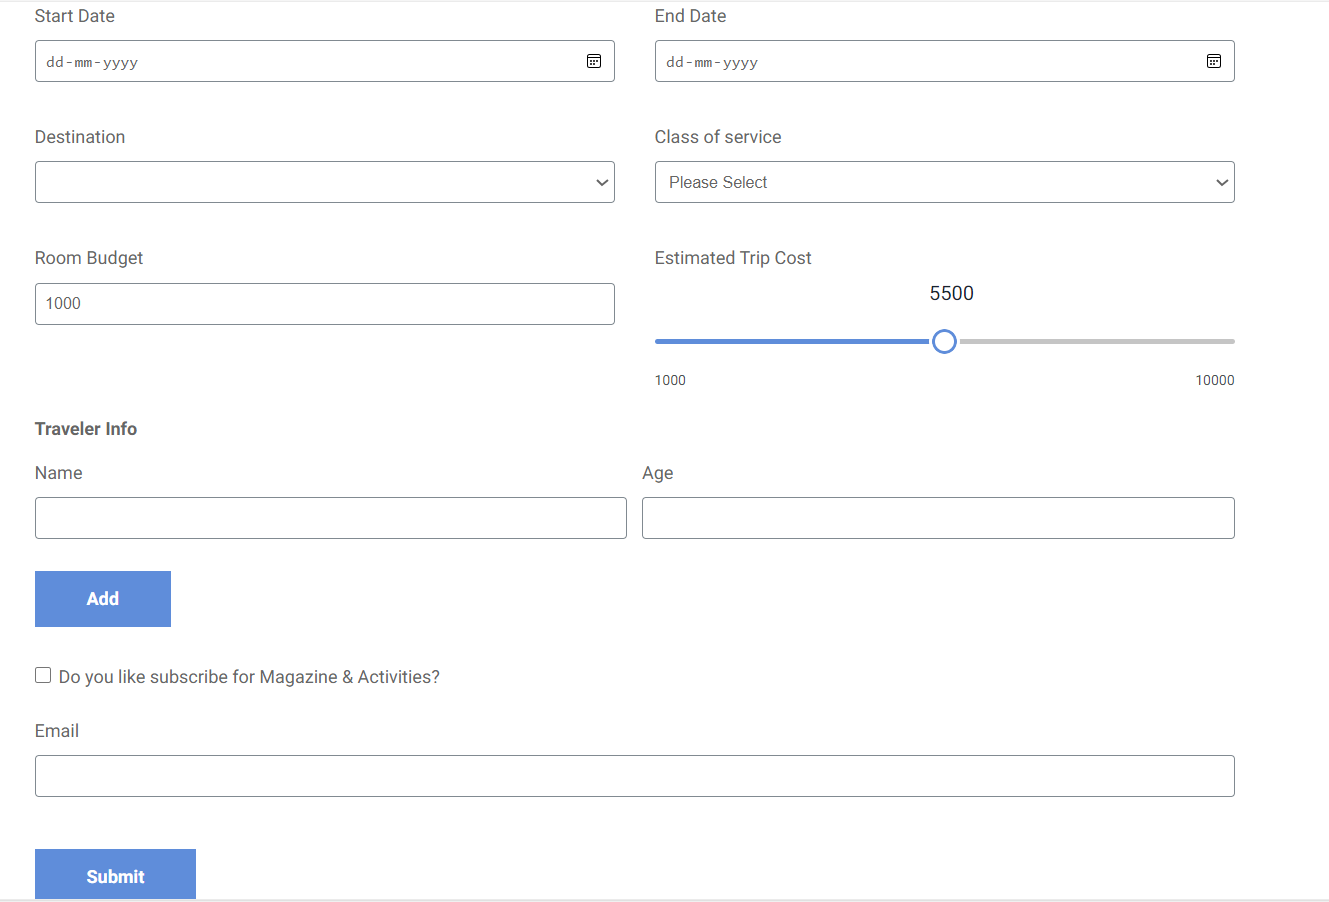 Start Date
End Date
dd-mm-yyyy
dd-mm-yyyy
Destination
Class of service
Please Select
Room Budget
Estimated Trip Cost
1000
5500
1000
10000
Traveler Info
Name
Age
Add
Do you like subscribe for Magazine & Activities?
Email
Submit